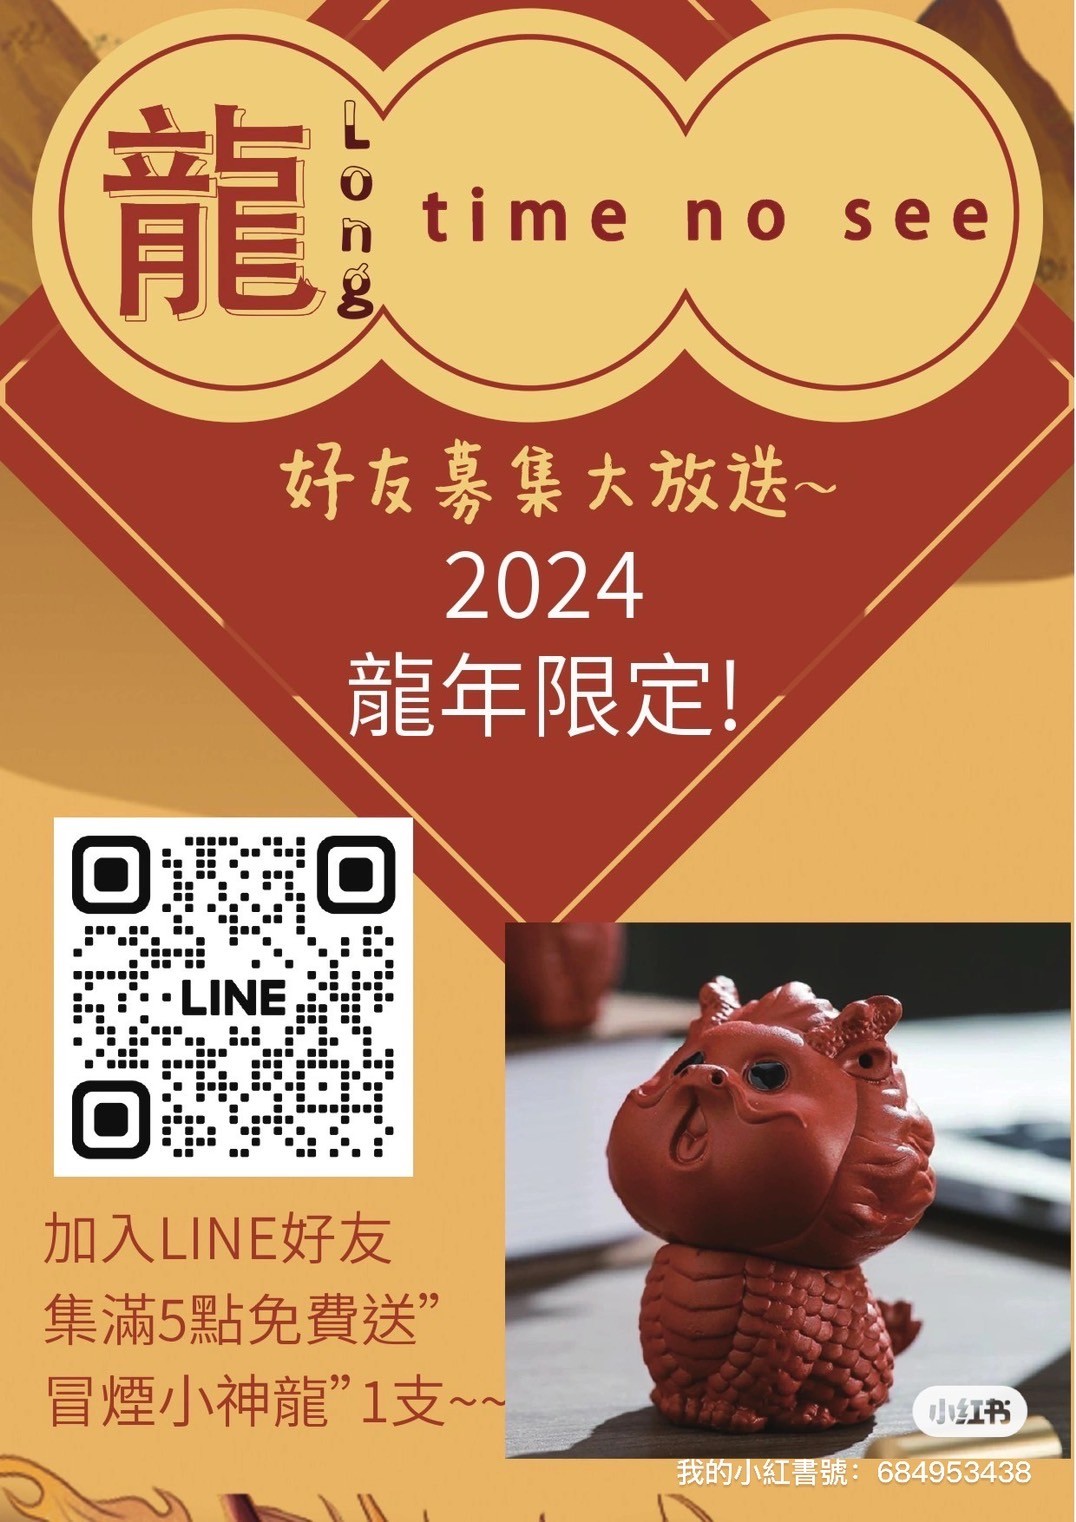 龍 Long time no see
好友募集大放送~
2024
龍年限定!
LINE
加入LINE好友
集滿5點免費送”
冒煙小神龍”1支~~
小红书
我的小紅書號：684953438